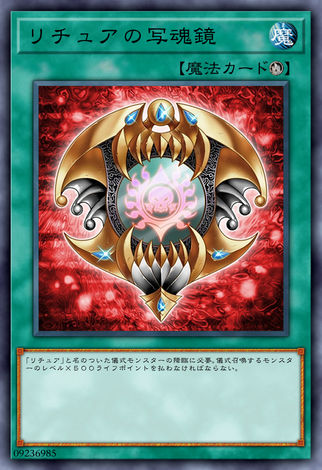 リチュアの写魂鏡
魔
【魔法カード】
「リチュア」と名のついた儀式モンスターの降臨に必要。儀式召喚するモンスタ
ーのレベル×５００ライフポイントを払わなければならない。
09236985